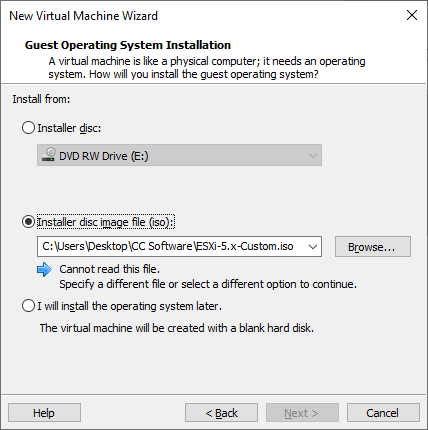 New Virtual Machine Wizard
Guest Operating System Installation
A virtual machine is like a physical computer; it needs an operating
system. How will you install the guest operating system?
Install from:
Installer disc:
DVD RW Drive (E:)
Installer disc image file (iso):
C:\Users\Desktop\CC Software\ESXi-5.x-Custom.iso
Browse...
Cannot read this file.
Specify a different file or select a different option to continue.
I will install the operating system later.
The virtual machine will be created with a blank hard disk.
Help
< Back
Next >
Cancel